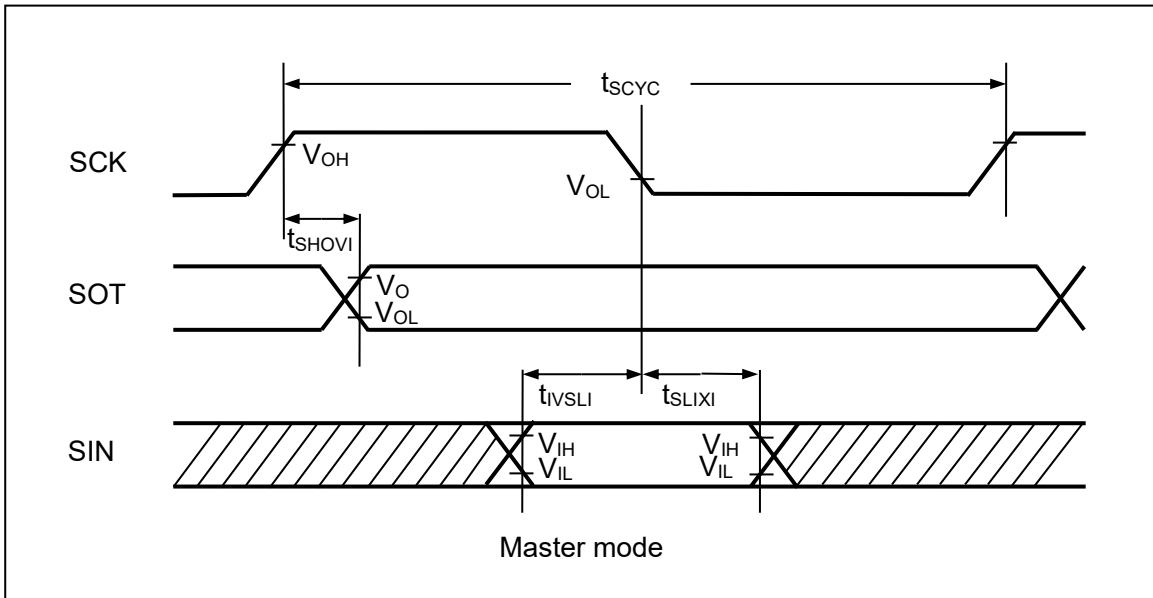 tSCYC
SCK
VOH
VOL
tSHOVI
SOT
VO
VOL
tIVSLI
tSLIXI
SIN
VIH
VIL
VIH
VIL
Master mode